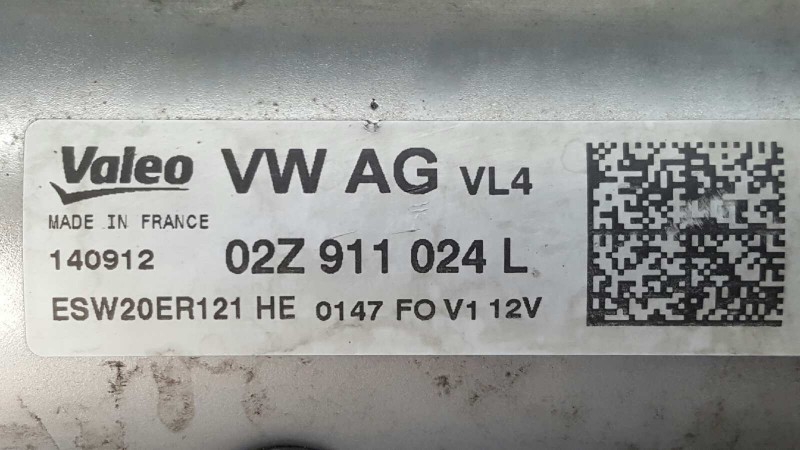 Valeo VW AG VL4
MADE IN FRANCE
140912 02Z 911 024 L
ESW20ER121 HE 0147 FO V1 12V